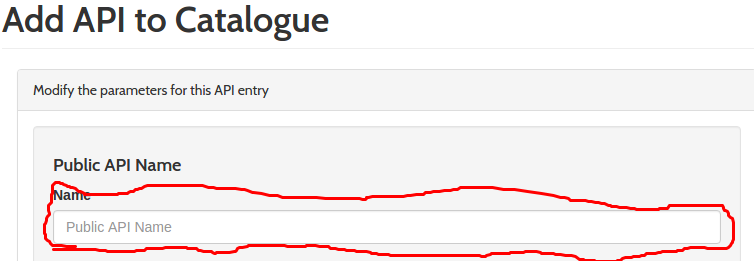 Add API to Catalogue
Modify the parameters for this API entry
Public API Name
Name
Public API Name